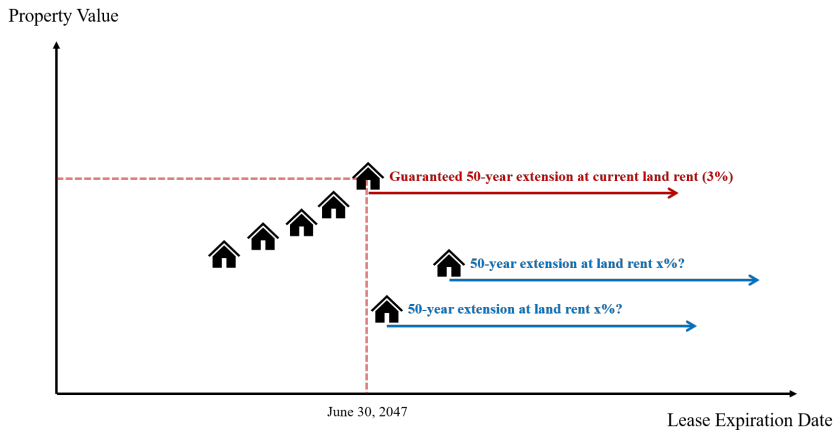 Property Value
Guaranteed 50-year extension at current land rent (3%)
50-year extension at land rent x%?
50-year extension at land rent x%?
June 30, 2047
Lease Expiration Date